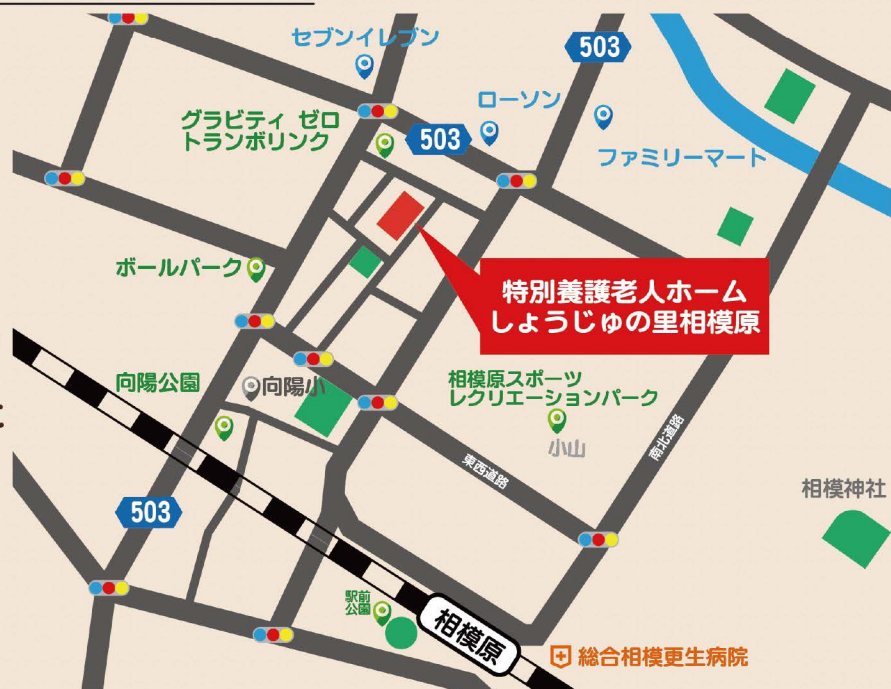 セブンイレブン
503
ローソン
グラビティ ゼロ
トランポリンク
503
ファミリーマート
ボールパーク
特別養護老人ホーム
しょうじゅの里相模原
向陽公園
向陽小
相模原スポーツ
レクリエーションパーク
小山
南北道路
東西道路
相模神社
503
駅前
公園
相模原
総合相模更生病院